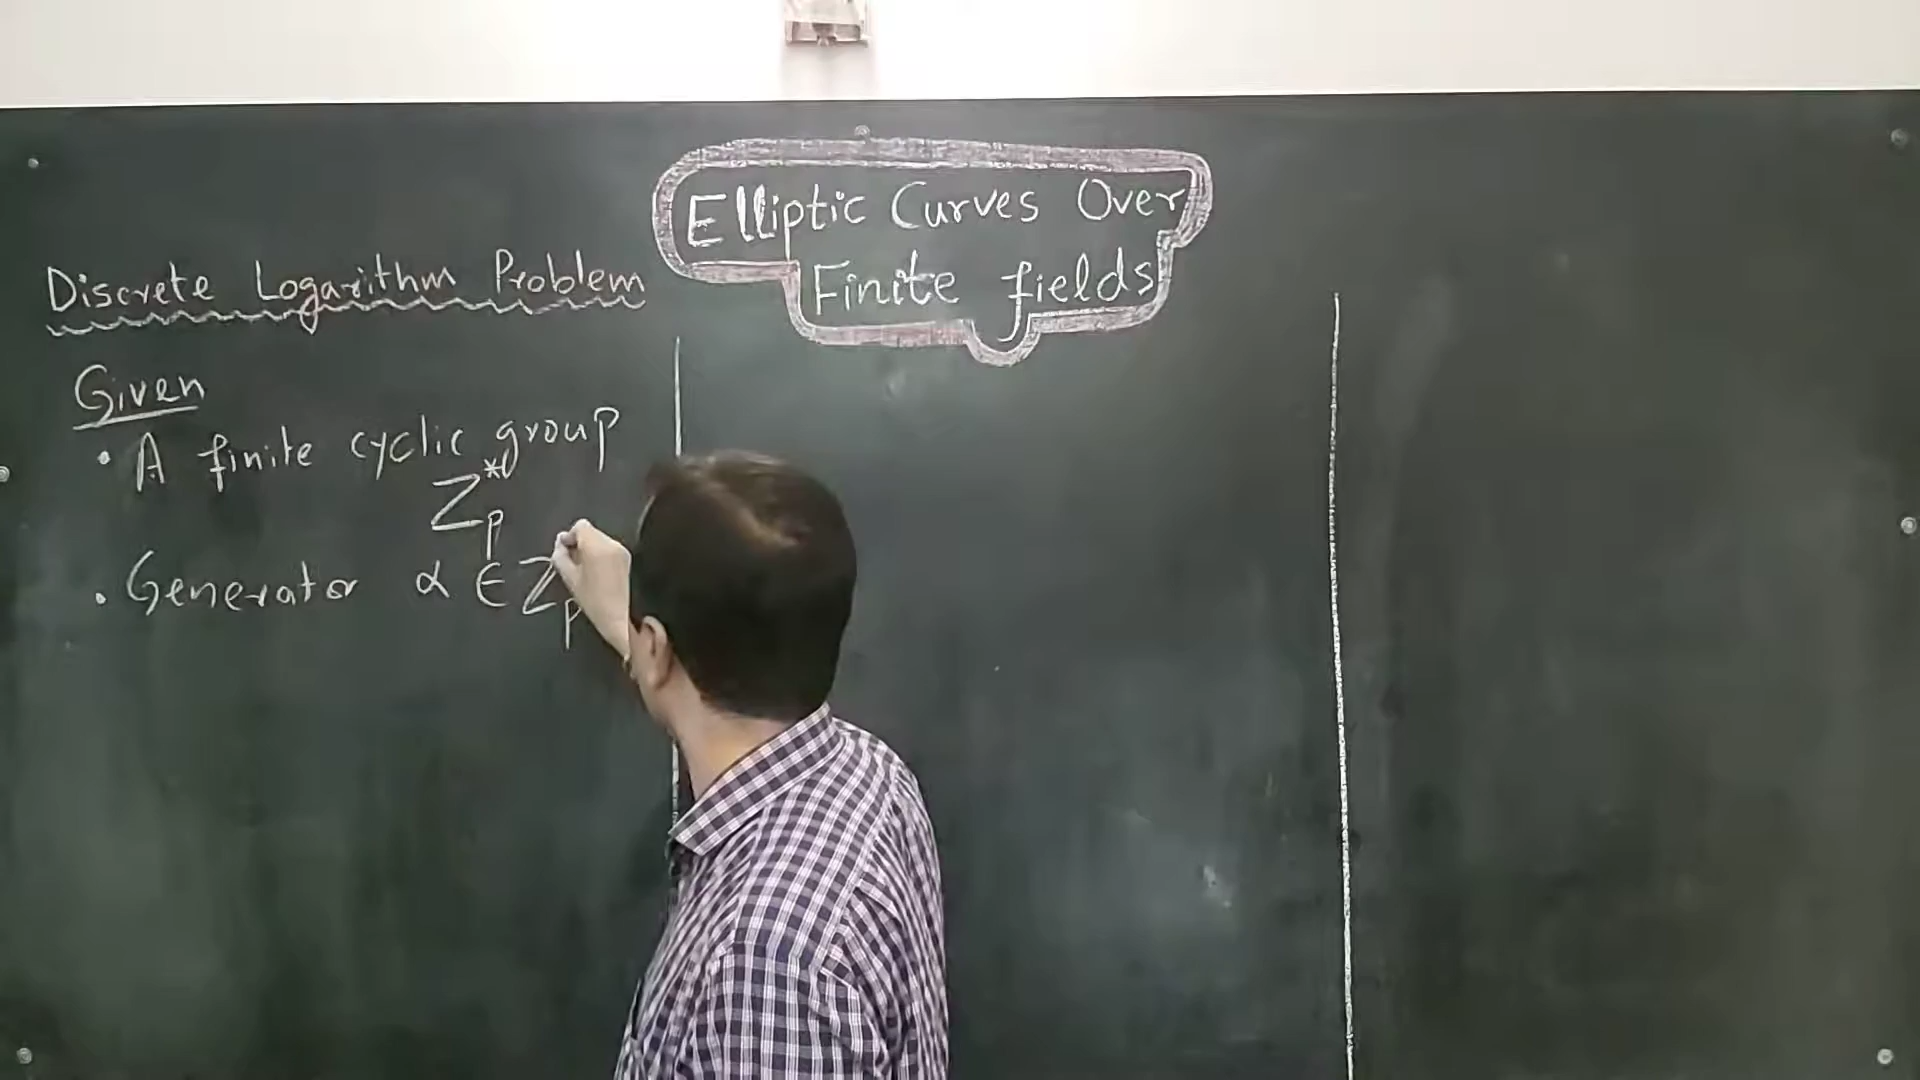 Elliptic Curves Over
Finite fields
Discrete Logarithm Problem
Given
• A finite cyclic group
Z*p
• Generator α ∈ Zp